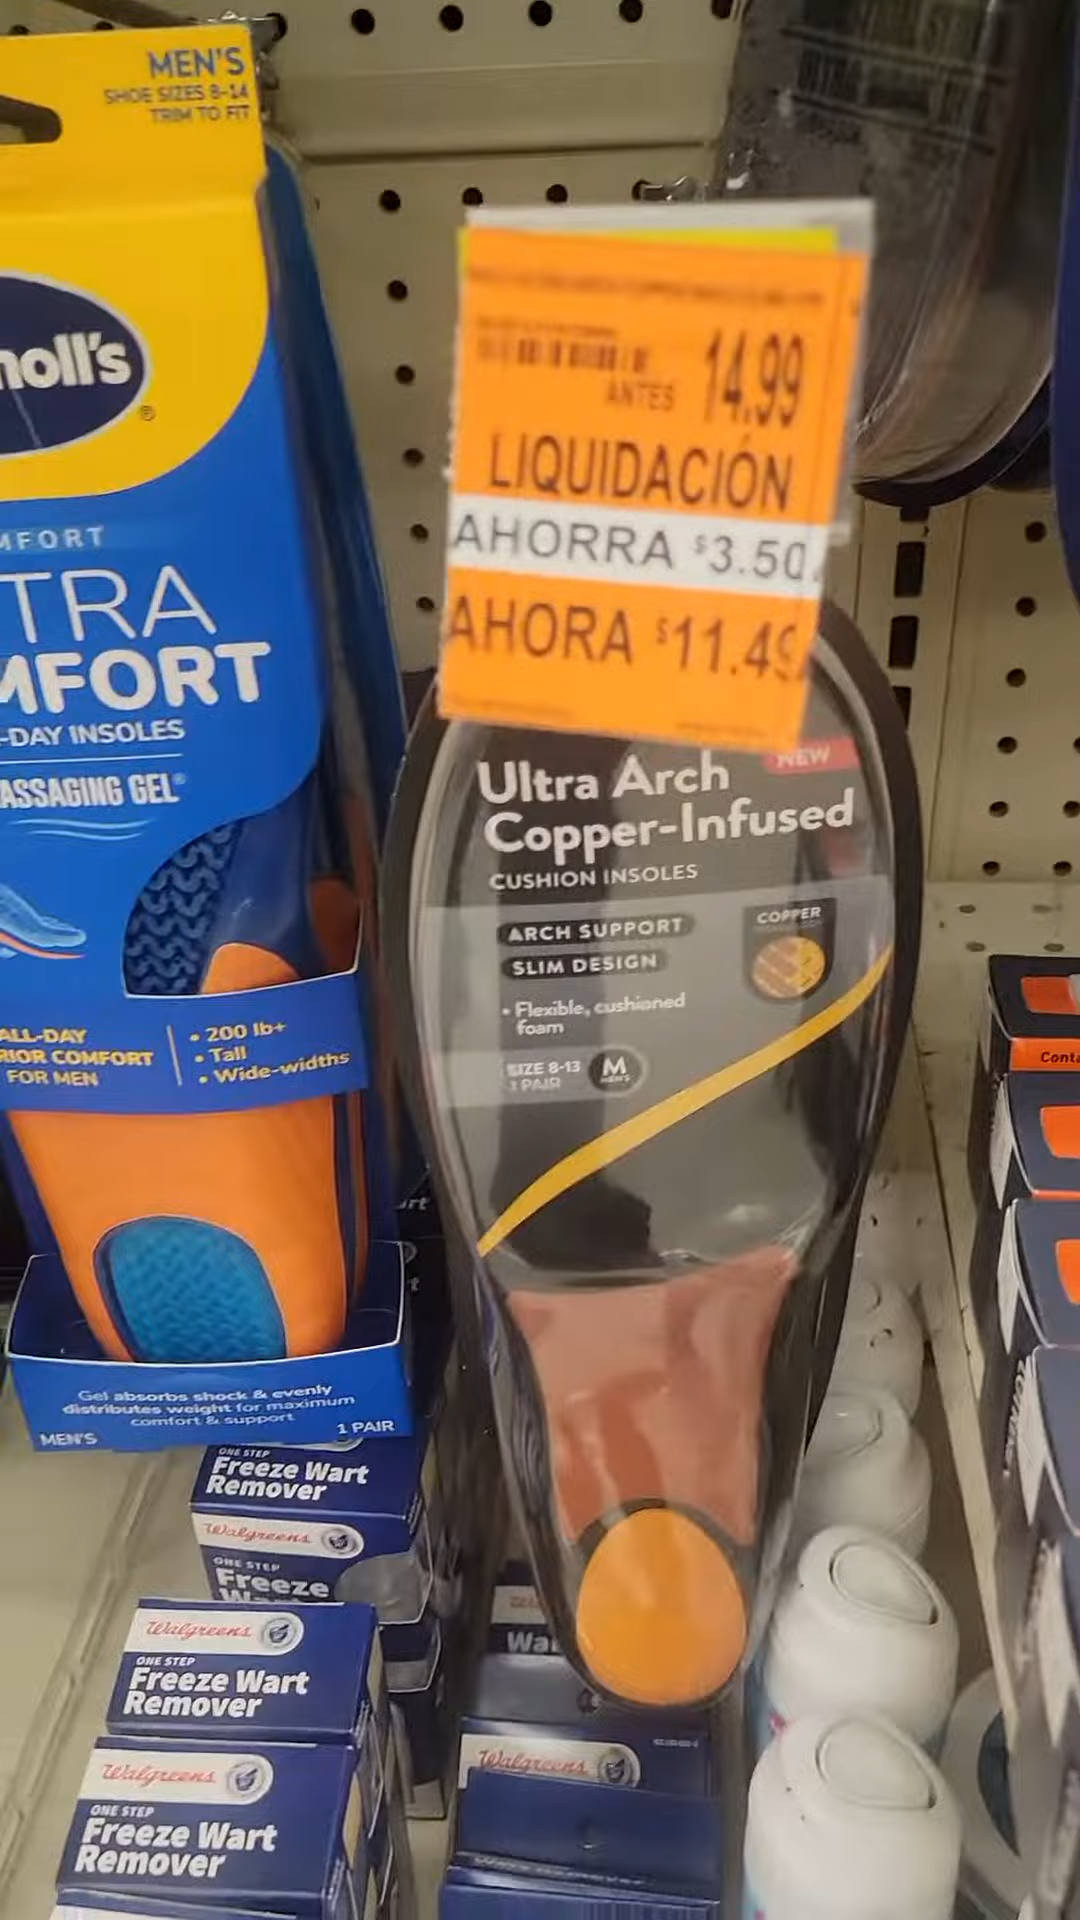 MEN'S
SHOE SIZES 8-14
TRIM TO FIT
noll's
MFORT
TRA
MFORT
-DAY INSOLES
ASSAGING GEL®
ALL-DAY
RIOR COMFORT
FOR MEN
• 200 lb+
• Tall
• Wide-widths
Gel absorbs shock & evenly
distributes weight for maximum
comfort & support
MEN'S
1 PAIR
ANTES 14.99
LIQUIDACIÓN
AHORRA $3.50
AHORA $11.49
NEW
Ultra Arch
Copper-Infused
CUSHION INSOLES
ARCH SUPPORT
SLIM DESIGN
COPPER
• Flexible, cushioned
foam
SIZE 8-13
1 PAIR
M
MEN'S
Conta
ONE STEP
Freeze Wart
Remover
Walgreens
ONE STEP
Freeze
Walgreens
ONE STEP
Freeze Wart
Remover
Walgreens
ONE STEP
Freeze Wart
Remover
Wal
Walgreens